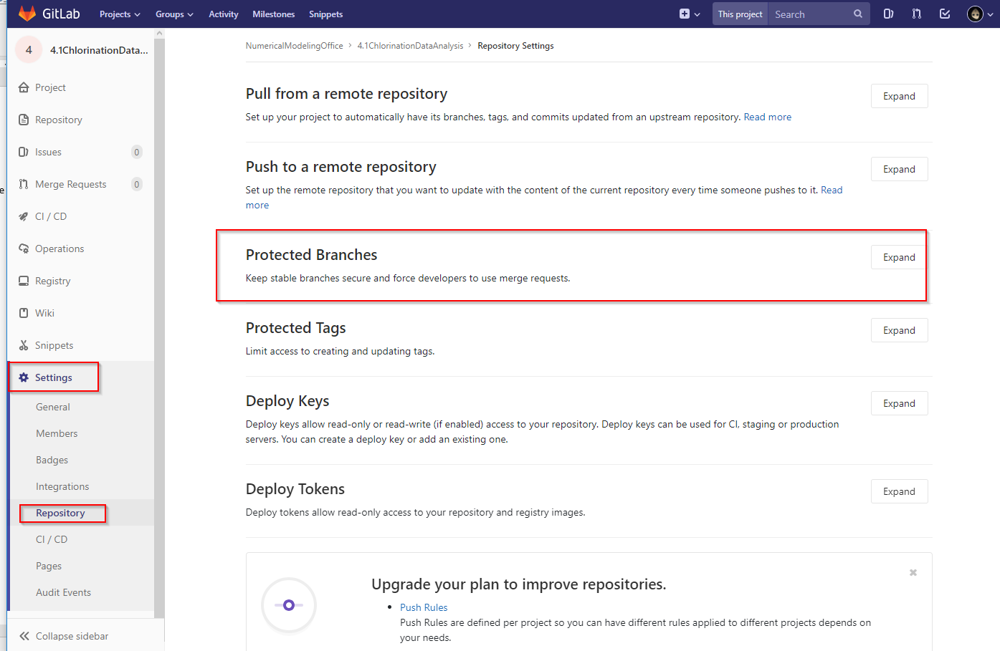 GitLab Projects Groups Activity Milestones Snippets This project Search
4 4.1ChlorinationData...
Project
Repository
Issues 0
Merge Requests 0
CI / CD
Operations
Registry
Wiki
Snippets
Settings
General
Members
Badges
Integrations
Repository
CI / CD
Pages
Audit Events
Collapse sidebar
e
NumericalModelingOffice > 4.1ChlorinationDataAnalysis > Repository Settings
Pull from a remote repository
Expand
Set up your project to automatically have its branches, tags, and commits updated from an upstream repository. Read more
Push to a remote repository
Expand
Set up the remote repository that you want to update with the content of the current repository every time someone pushes to it. Read
more
Protected Branches
Expand
Keep stable branches secure and force developers to use merge requests.
Protected Tags
Expand
Limit access to creating and updating tags.
Deploy Keys
Expand
Deploy keys allow read-only or read-write (if enabled) access to your repository. Deploy keys can be used for CI, staging or production
servers. You can create a deploy key or add an existing one.
Deploy Tokens
Expand
Deploy tokens allow read-only access to your repository and registry images.
Upgrade your plan to improve repositories.
• Push Rules
Push Rules are defined per project so you can have different rules applied to different projects depends on
your needs.